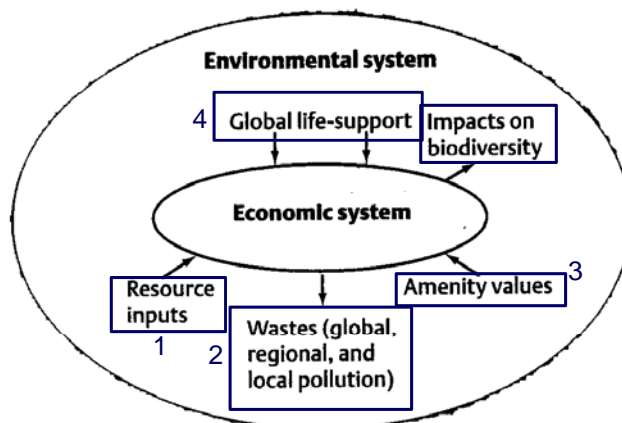 Environmental system
4
Global life-support
Impacts on
biodiversity
Economic system
Resource
inputs
1
Amenity values
3
2
Wastes (global,
regional, and
local pollution)